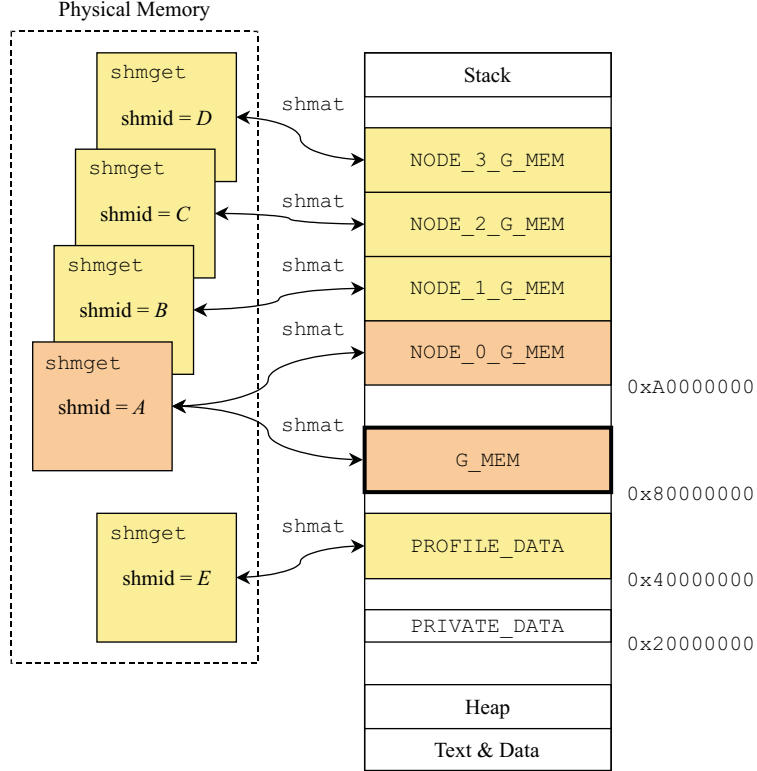 Physical Memory
shmget
shmid = D
shmget
shmid = C
shmget
shmid = B
shmget
shmid = A
shmget
shmid = E
shmat
shmat
shmat
shmat
shmat
shmat
Stack
NODE_3_G_MEM
NODE_2_G_MEM
NODE_1_G_MEM
NODE_0_G_MEM
0xA0000000
G_MEM
0x80000000
PROFILE_DATA
0x40000000
PRIVATE_DATA
0x20000000
Heap
Text & Data